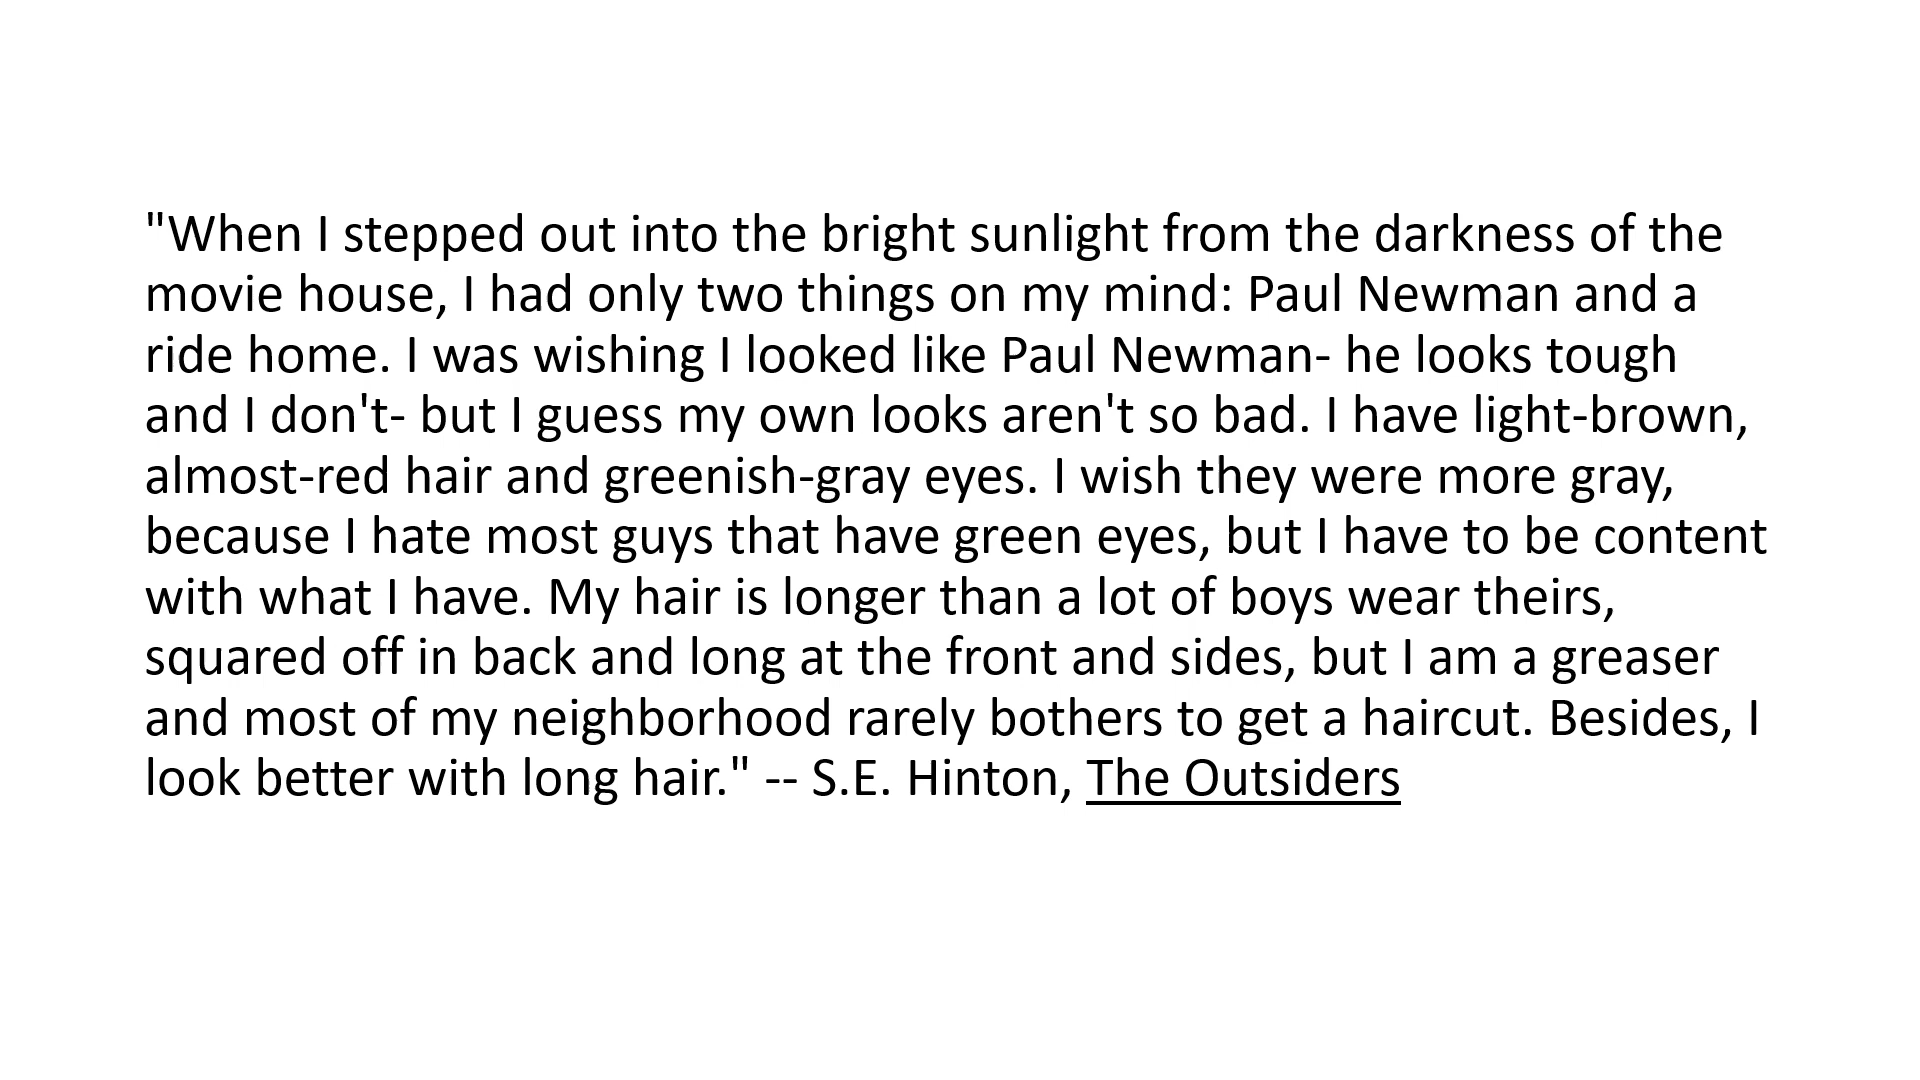 "When I stepped out into the bright sunlight from the darkness of the
movie house, I had only two things on my mind: Paul Newman and a
ride home. I was wishing I looked like Paul Newman- he looks tough
and I don't- but I guess my own looks aren't so bad. I have light-brown,
almost-red hair and greenish-gray eyes. I wish they were more gray,
because I hate most guys that have green eyes, but I have to be content
with what I have. My hair is longer than a lot of boys wear theirs,
squared off in back and long at the front and sides, but I am a greaser
and most of my neighborhood rarely bothers to get a haircut. Besides, I
look better with long hair." -- S.E. Hinton, The Outsiders